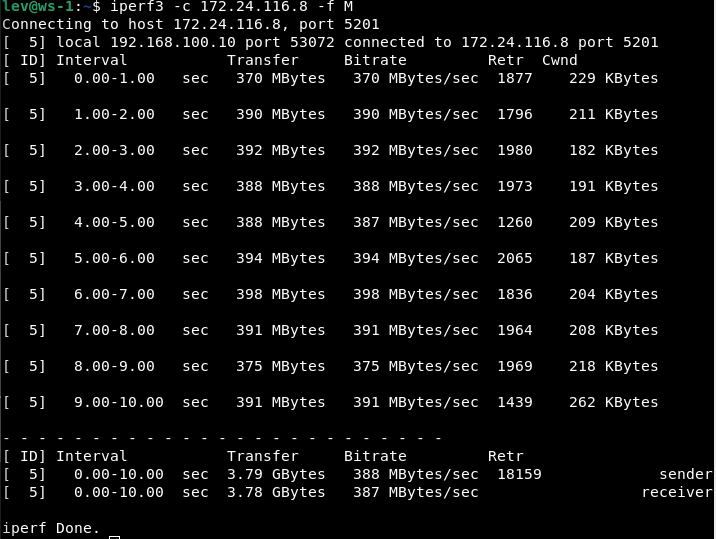 lev@ws-1:~$ iperf3 -c 172.24.116.8 -f M
Connecting to host 172.24.116.8, port 5201
[  5] local 192.168.100.10 port 53072 connected to 172.24.116.8 port 5201
[ ID] Interval           Transfer     Bitrate         Retr  Cwnd
[  5]   0.00-1.00   sec   370 MBytes   370 MBytes/sec  1877    229 KBytes
[  5]   1.00-2.00   sec   390 MBytes   390 MBytes/sec  1796    211 KBytes
[  5]   2.00-3.00   sec   392 MBytes   392 MBytes/sec  1980    182 KBytes
[  5]   3.00-4.00   sec   388 MBytes   388 MBytes/sec  1973    191 KBytes
[  5]   4.00-5.00   sec   388 MBytes   387 MBytes/sec  1260    209 KBytes
[  5]   5.00-6.00   sec   394 MBytes   394 MBytes/sec  2065    187 KBytes
[  5]   6.00-7.00   sec   398 MBytes   398 MBytes/sec  1836    204 KBytes
[  5]   7.00-8.00   sec   391 MBytes   391 MBytes/sec  1964    208 KBytes
[  5]   8.00-9.00   sec   375 MBytes   375 MBytes/sec  1969    218 KBytes
[  5]   9.00-10.00  sec   391 MBytes   391 MBytes/sec  1439    262 KBytes
- - - - - - - - - - - - - - - - - - - - - - - - -
[ ID] Interval           Transfer     Bitrate         Retr
[  5]   0.00-10.00  sec  3.79 GBytes   388 MBytes/sec  18159             sender
[  5]   0.00-10.00  sec  3.78 GBytes   387 MBytes/sec                  receiver
iperf Done.